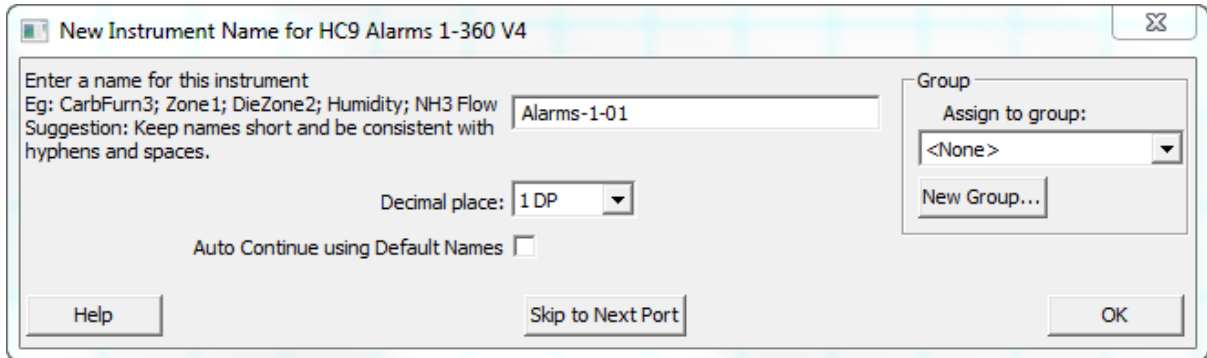 New Instrument Name for HC9 Alarms 1-360 V4
Enter a name for this instrument
Eg: CarbFurn3; Zone1; DieZone2; Humidity; NH3 Flow
Suggestion: Keep names short and be consistent with
hyphens and spaces.
Alarms-1-01
Decimal place: 1 DP
Auto Continue using Default Names
Group
Assign to group:
<None>
New Group...
Help
Skip to Next Port
OK